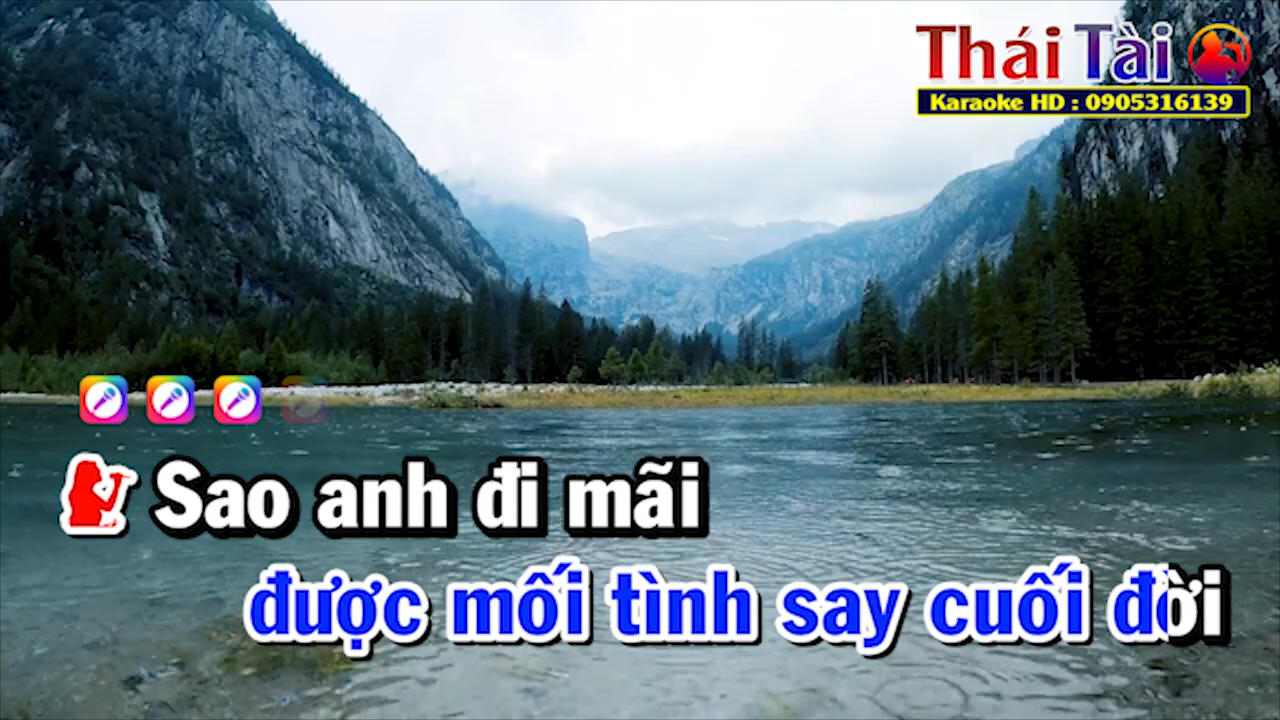 Thái Tài
Karaoke HD : 0905316139
Sao anh đi mãi
được mối tình say cuối đời